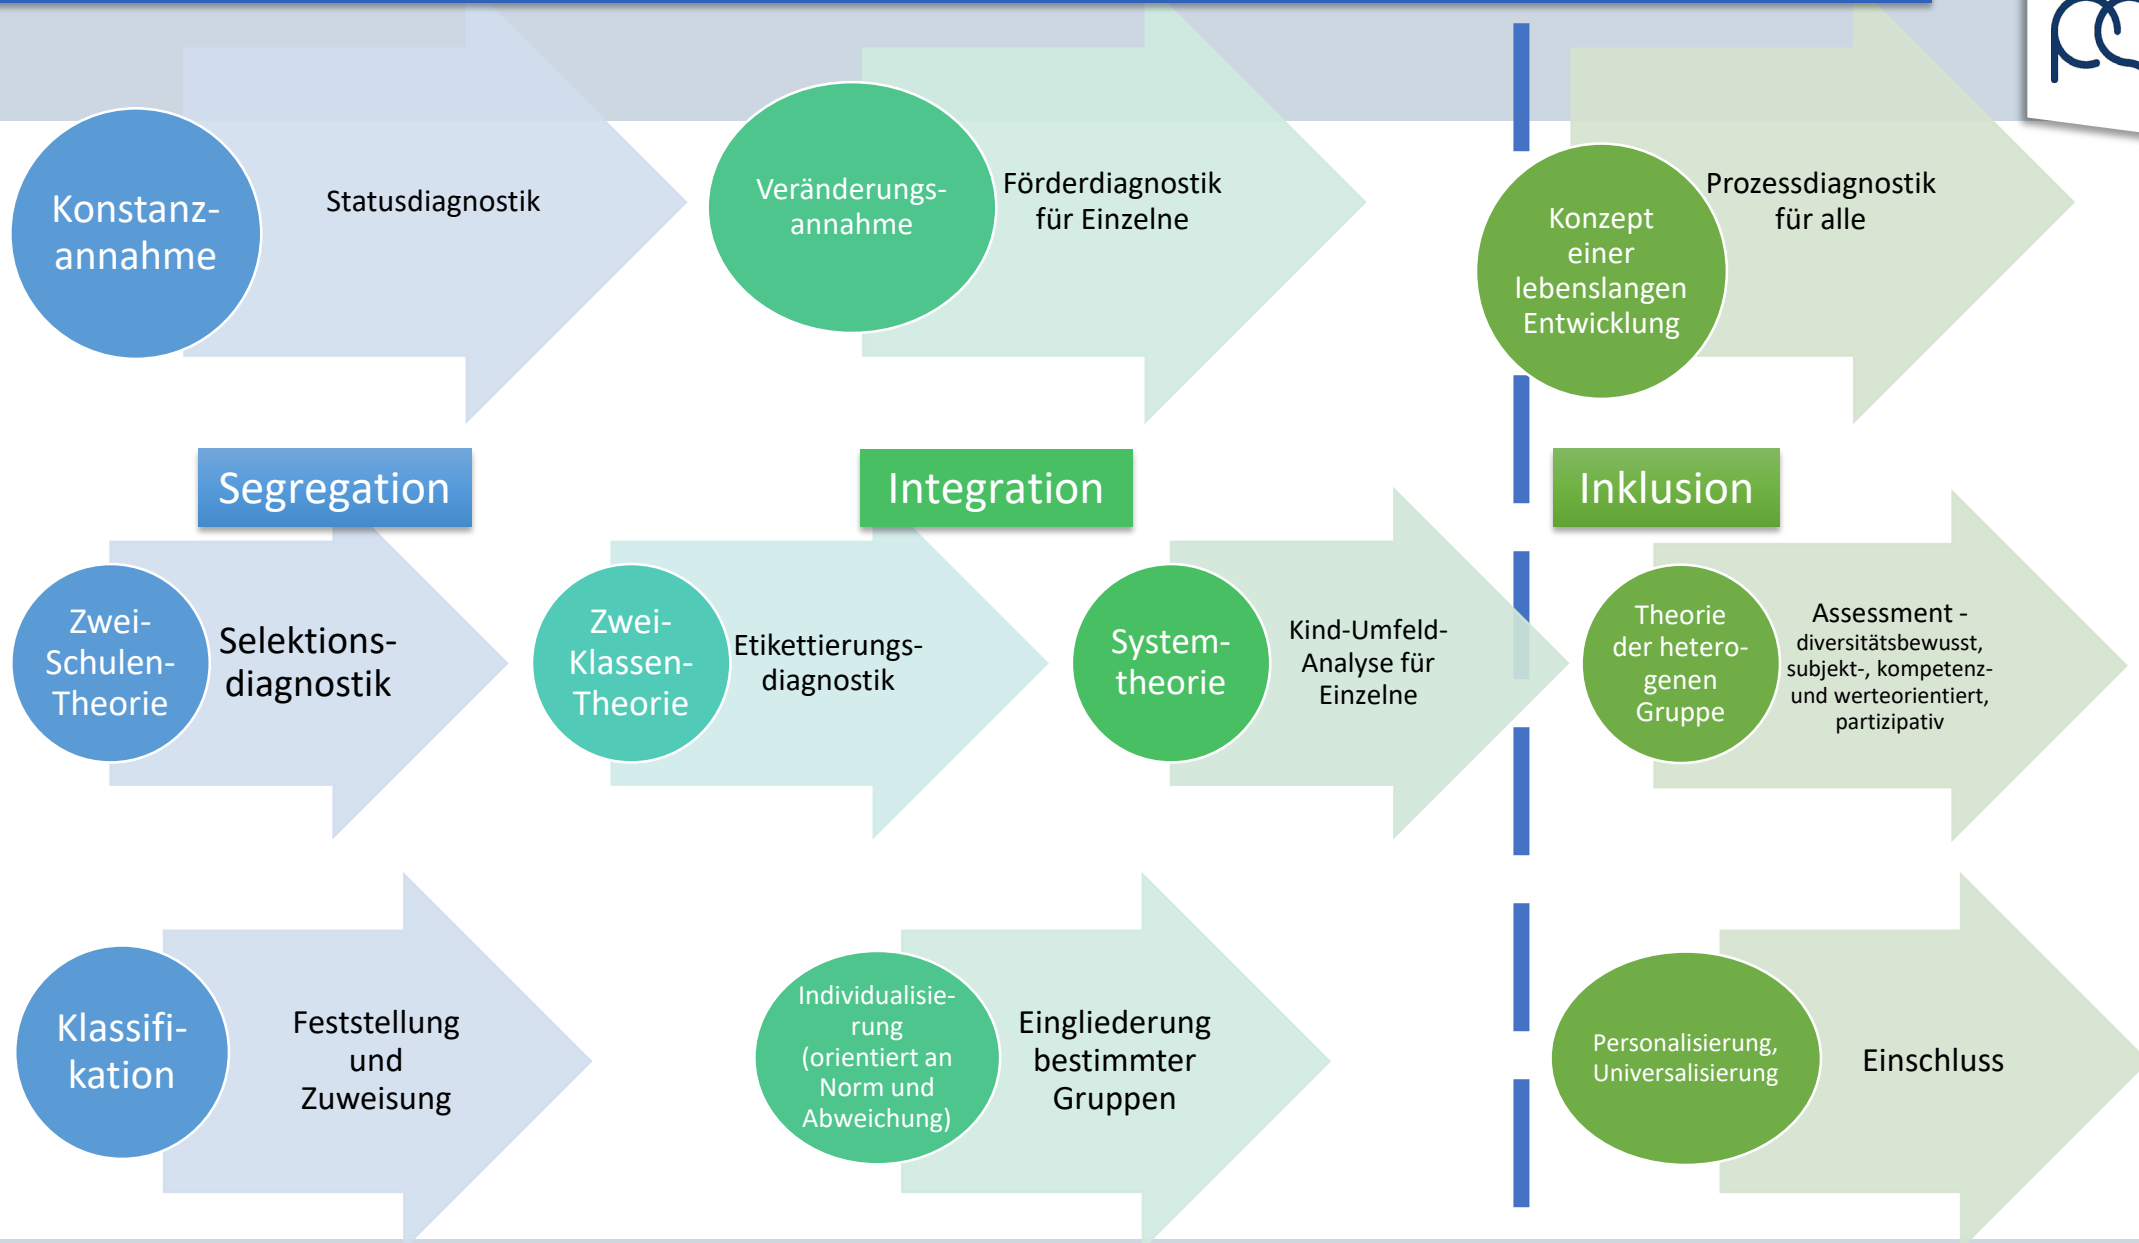 Konstanz-
annahme
Statusdiagnostik
Veränderungs-
annahme
Förderdiagnostik
für Einzelne
Konzept
einer
lebenslangen
Entwicklung
Prozessdiagnostik
für alle
Segregation
Integration
Inklusion
Zwei-
Schulen-
Theorie
Selektions-
diagnostik
Zwei-
Klassen-
Theorie
Etikettierungs-
diagnostik
System-
theorie
Kind-Umfeld-
Analyse für
Einzelne
Theorie
der hetero-
genen
Gruppe
Assessment -
diversitätsbewusst,
subjekt-, kompetenz-
und werteorientiert,
partizipativ
Klassifi-
kation
Feststellung
und
Zuweisung
Individualisie-
rung
(orientiert an
Norm und
Abweichung)
Eingliederung
bestimmter
Gruppen
Personalisierung,
Universalisierung
Einschluss